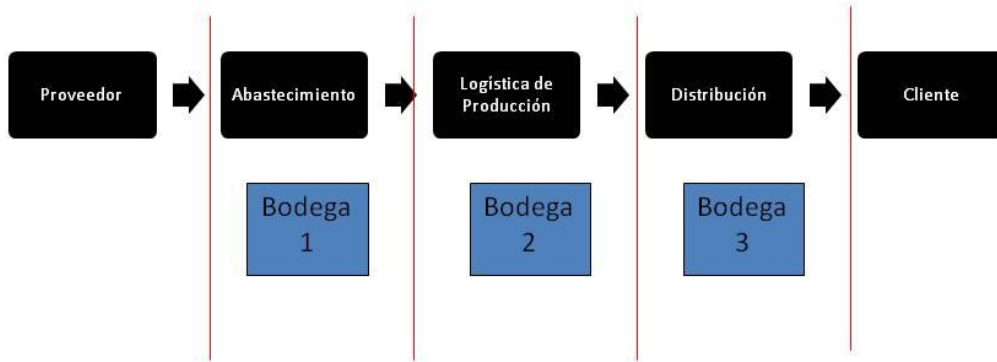 Proveedor
Abastecimiento
Logística de
Producción
Distribución
Cliente
Bodega
1
Bodega
2
Bodega
3